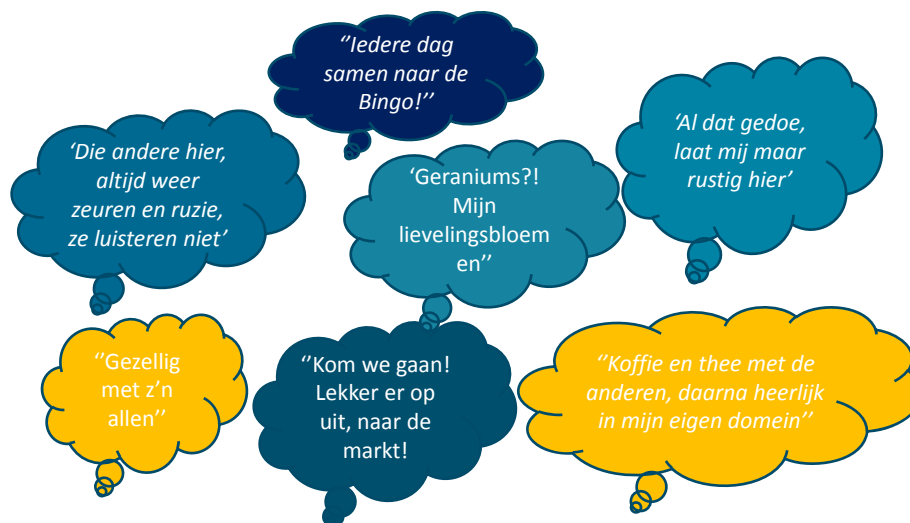 ‘’Iedere dag
samen naar de
Bingo!’’
‘Die andere hier,
altijd weer
zeuren en ruzie,
ze luisteren niet’
‘Geraniums?!
Mijn
lievelingsbloem
en’’
‘Al dat gedoe,
laat mij maar
rustig hier’
‘’Gezellig
met z’n
allen’’
‘’Kom we gaan!
Lekker er op
uit, naar de
markt!
‘’Koffie en thee met de
anderen, daarna heerlijk
in mijn eigen domein’’